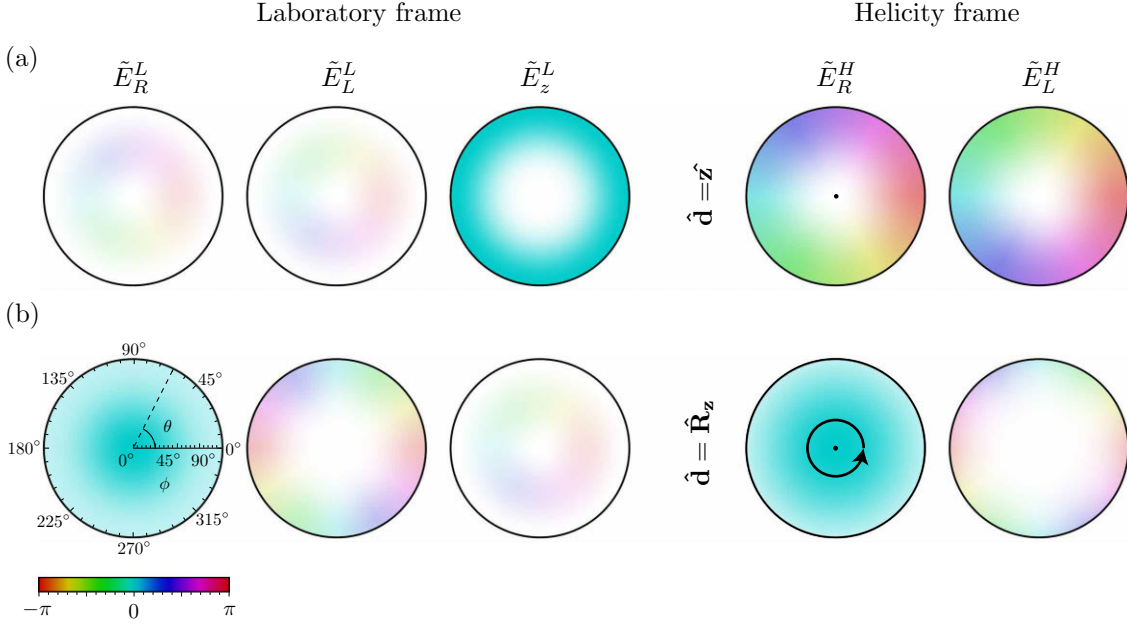 Laboratory frame Helicity frame
(a)
Ẽ_R^L Ẽ_L^L Ẽ_z^L Ẽ_R^H Ẽ_L^H
d̂ = ẑ
(b)
90°
135° 45°
θ
180° 0° 45° 90° 0°
ϕ
225° 315°
270°
d̂ = R̂_z
−π 0 π